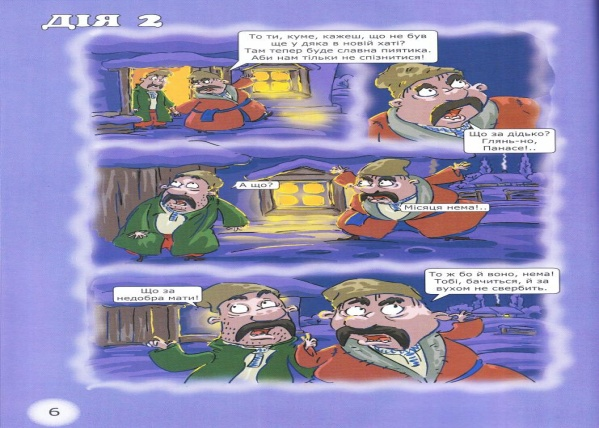 ДІЯ 2
То ти, куме, кажеш, що не був
ще у дяка в новій хаті?
Там тепер буде славна пиятика.
Аби нам тільки не спізнитися!
Що за дідько?
Глянь-но,
Панасе!..
А що?
Місяця нема!..
Що за
недобра мати!
То ж бо й воно, нема!
Тобі, бачиться, й за
вухом не свербить.
6